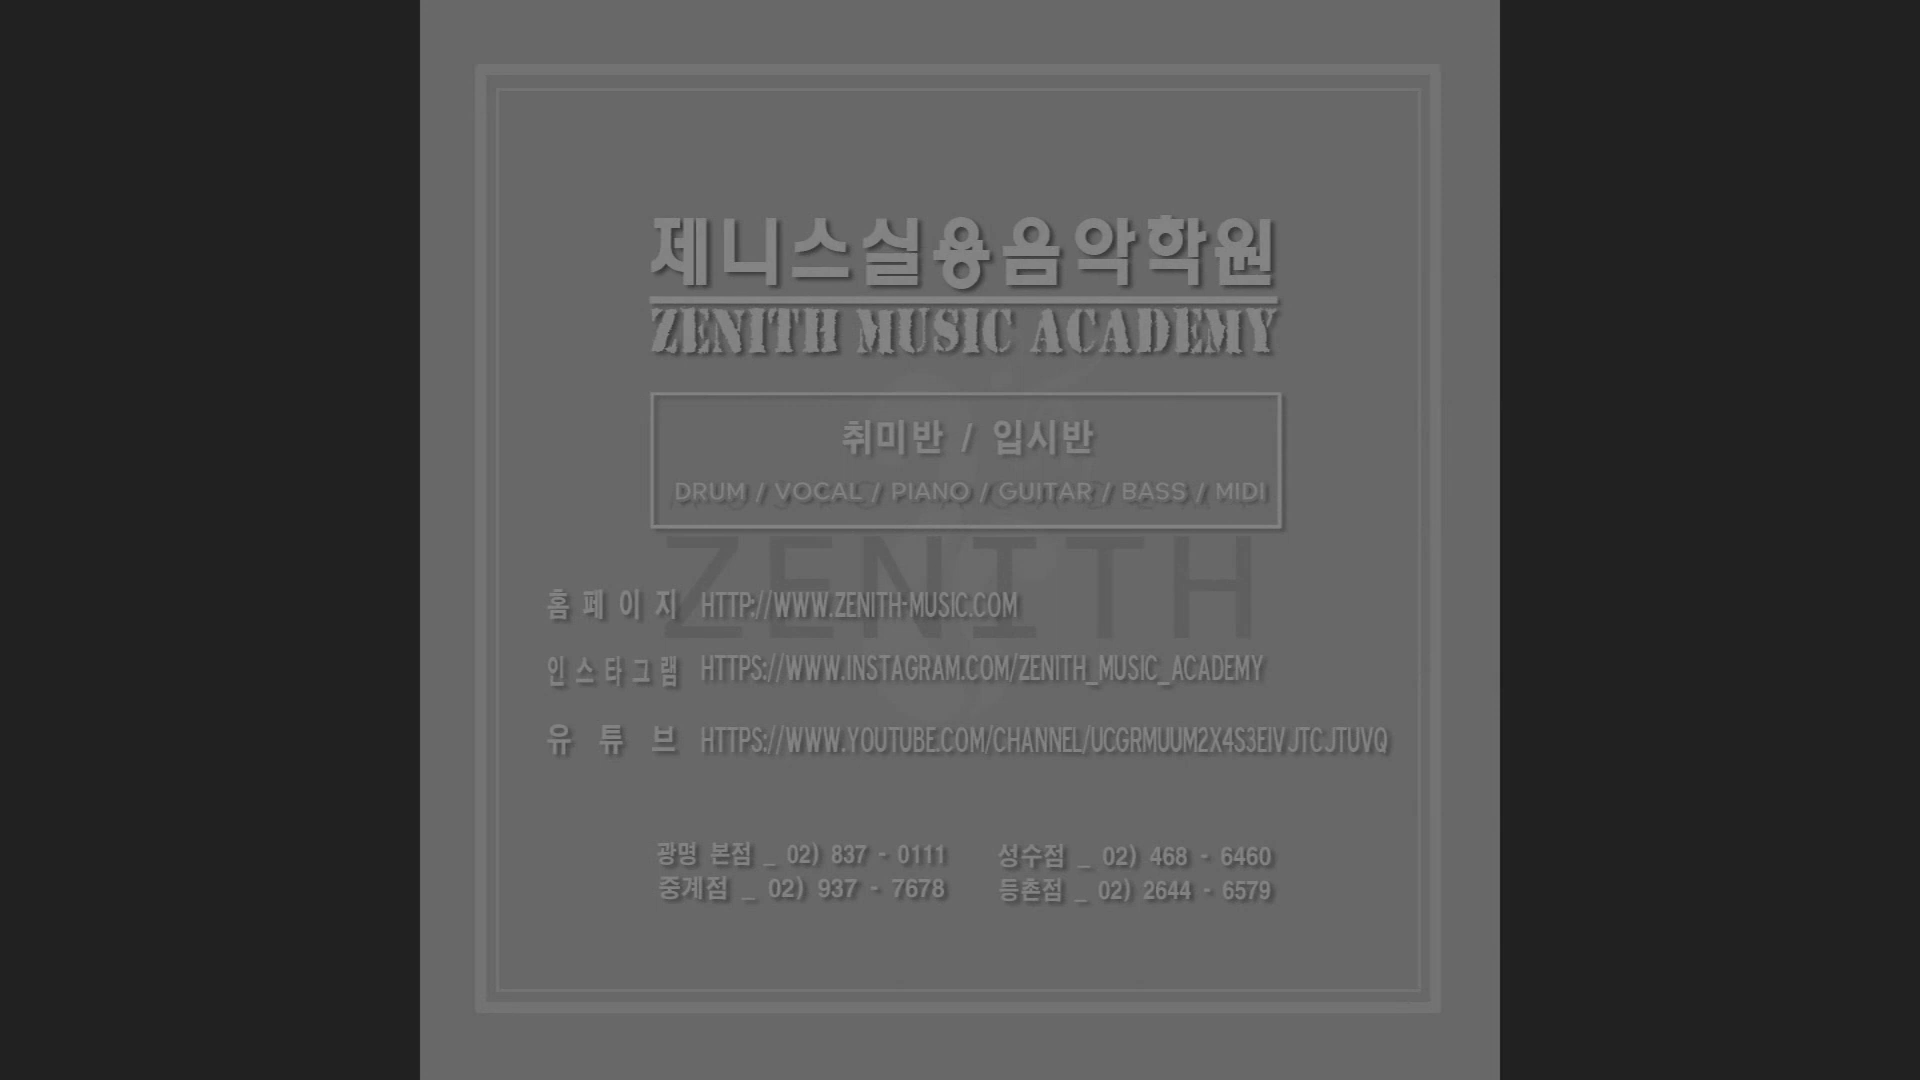 제니스실용음악학원
ZENITH MUSIC ACADEMY
취미반 / 입시반
DRUM / VOCAL / PIANO / GUITAR / BASS / MIDI
ZENITH
홈페이지 HTTP://WWW.ZENITH-MUSIC.COM
인스타그램 HTTPS://WWW.INSTAGRAM.COM/ZENITH_MUSIC_ACADEMY
유튜브 HTTPS://WWW.YOUTUBE.COM/CHANNEL/UCGRMUUM2X4S3EIVJTCJTUVQ
광명 본점 _ 02) 837 - 0111 성수점 _ 02) 468 - 6460
중계점 _ 02) 937 - 7678 등촌점 _ 02) 2644 - 6579